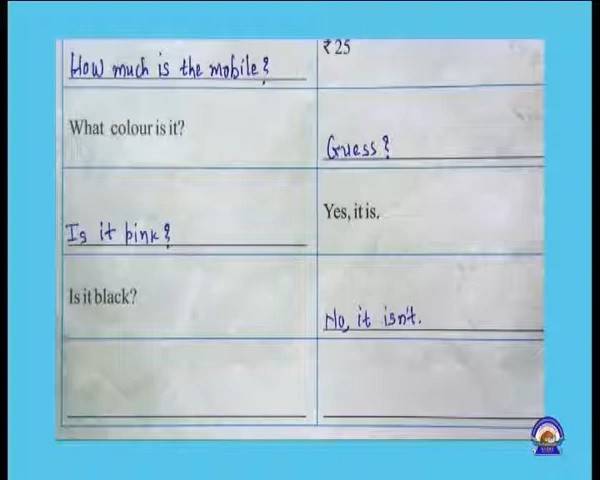 ₹ 25
How much is the mobile?
What colour is it?
Guess?
Yes, it is.
Is it pink?
Is it black?
No, it isn't.